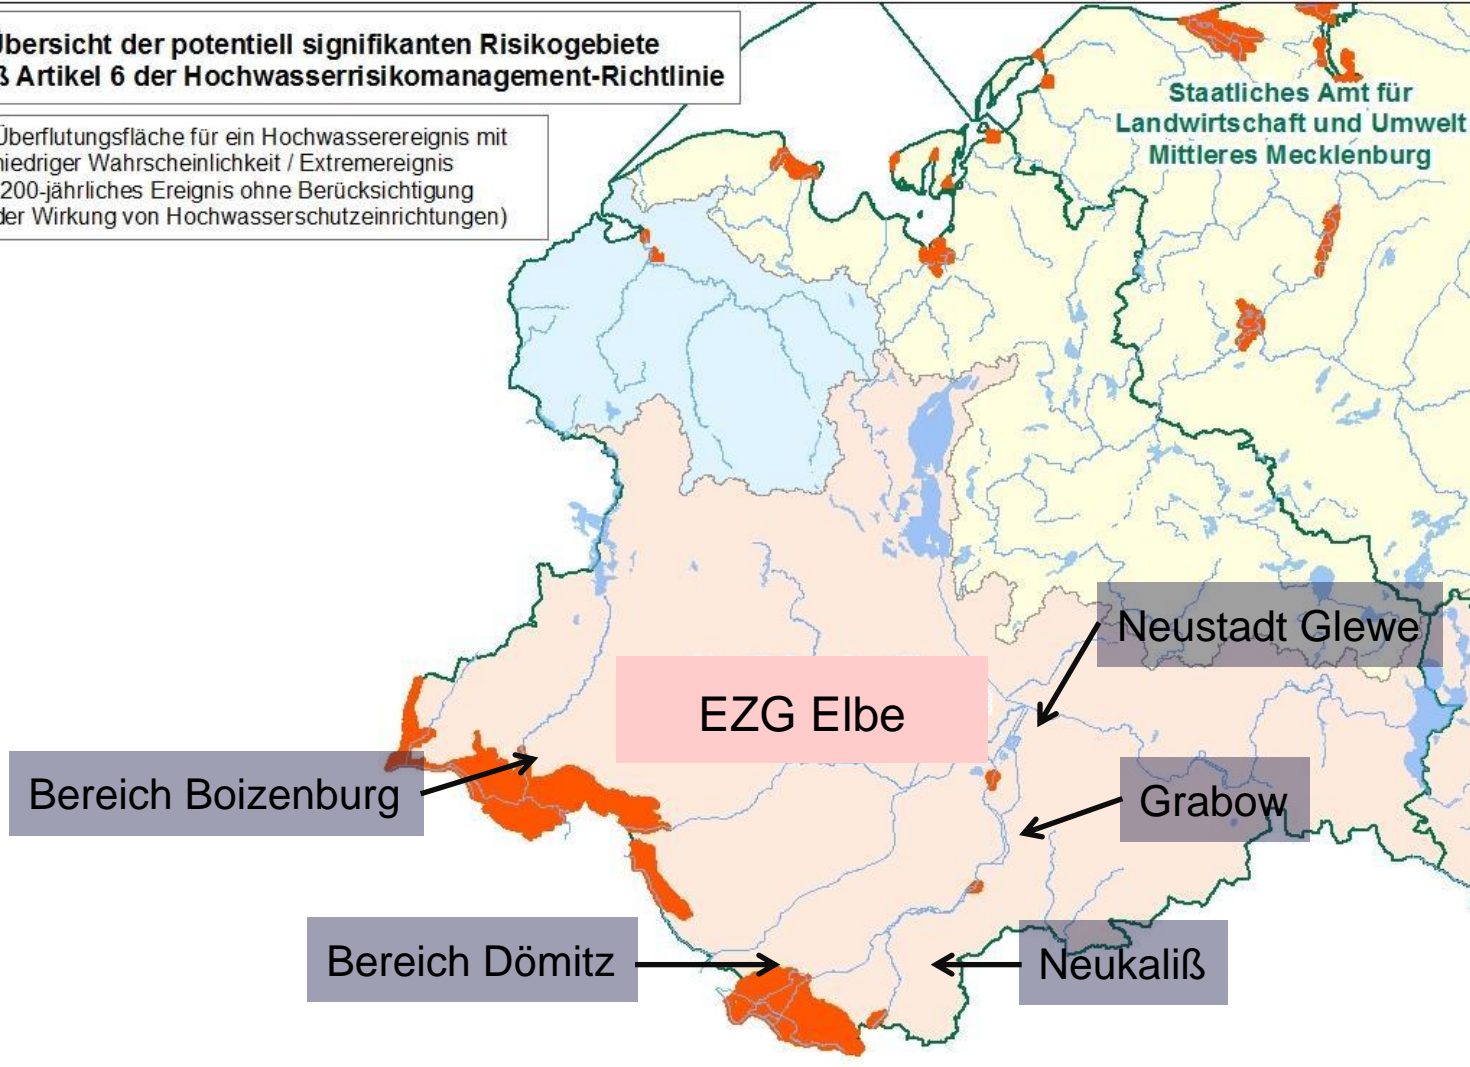 Übersicht der potentiell signifikanten Risikogebiete
ß Artikel 6 der Hochwasserrisikomanagement-Richtlinie
Überflutungsfläche für ein Hochwasserereignis mit
niedriger Wahrscheinlichkeit / Extremereignis
200-jährliches Ereignis ohne Berücksichtigung
der Wirkung von Hochwasserschutzeinrichtungen)
Staatliches Amt für
Landwirtschaft und Umwelt
Mittleres Mecklenburg
Neustadt Glewe
EZG Elbe
Bereich Boizenburg
Grabow
Bereich Dömitz
Neukaliß